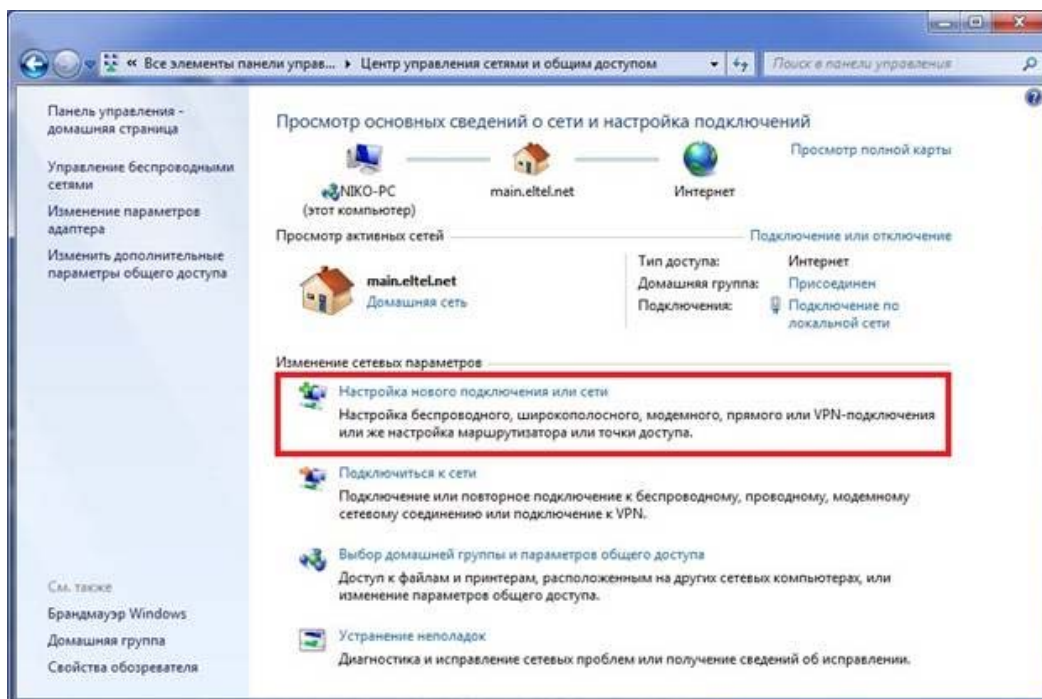 « Все элементы панели управ... ▸ Центр управления сетями и общим доступом
Поиск в панели управления
Панель управления -
домашняя страница
Управление беспроводными
сетями
Изменение параметров
адаптера
Изменить дополнительные
параметры общего доступа
См. также
Брандмауэр Windows
Домашняя группа
Свойства обозревателя
Просмотр основных сведений о сети и настройка подключений
Просмотр полной карты
NIKO-PC
(этот компьютер)
main.eltel.net
Интернет
Просмотр активных сетей
Подключение или отключение
main.eltel.net
Домашняя сеть
Тип доступа: Интернет
Домашняя группа: Присоединен
Подключения: Подключение по
локальной сети
Изменение сетевых параметров
Настройка нового подключения или сети
Настройка беспроводного, широкополосного, модемного, прямого или VPN-подключения
или же настройка маршрутизатора или точки доступа.
Подключиться к сети
Подключение или повторное подключение к беспроводному, проводному, модемному
сетевому соединению или подключение к VPN.
Выбор домашней группы и параметров общего доступа
Доступ к файлам и принтерам, расположенным на других сетевых компьютерах, или
изменение параметров общего доступа.
Устранение неполадок
Диагностика и исправление сетевых проблем или получение сведений об исправлении.